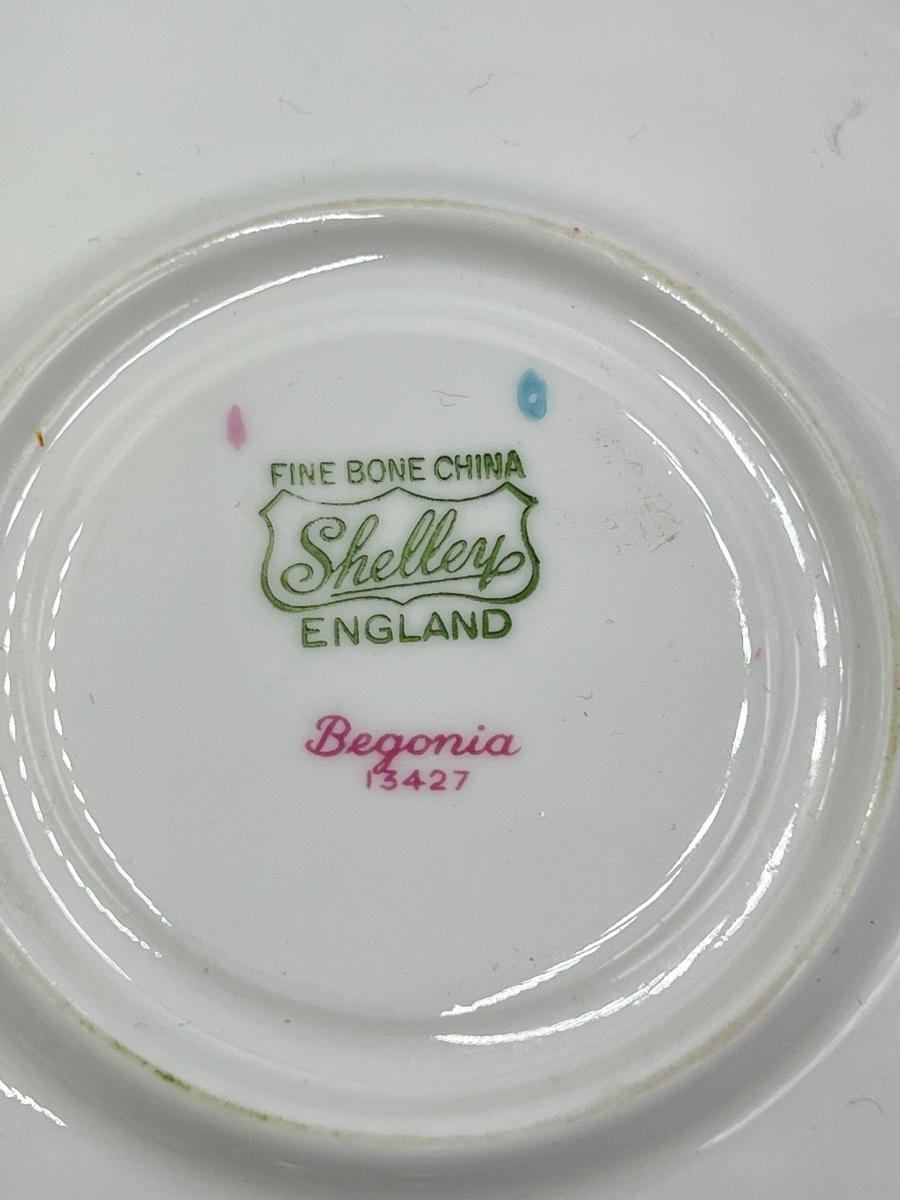 FINE BONE CHINA
Shelley
ENGLAND
Begonia
13427